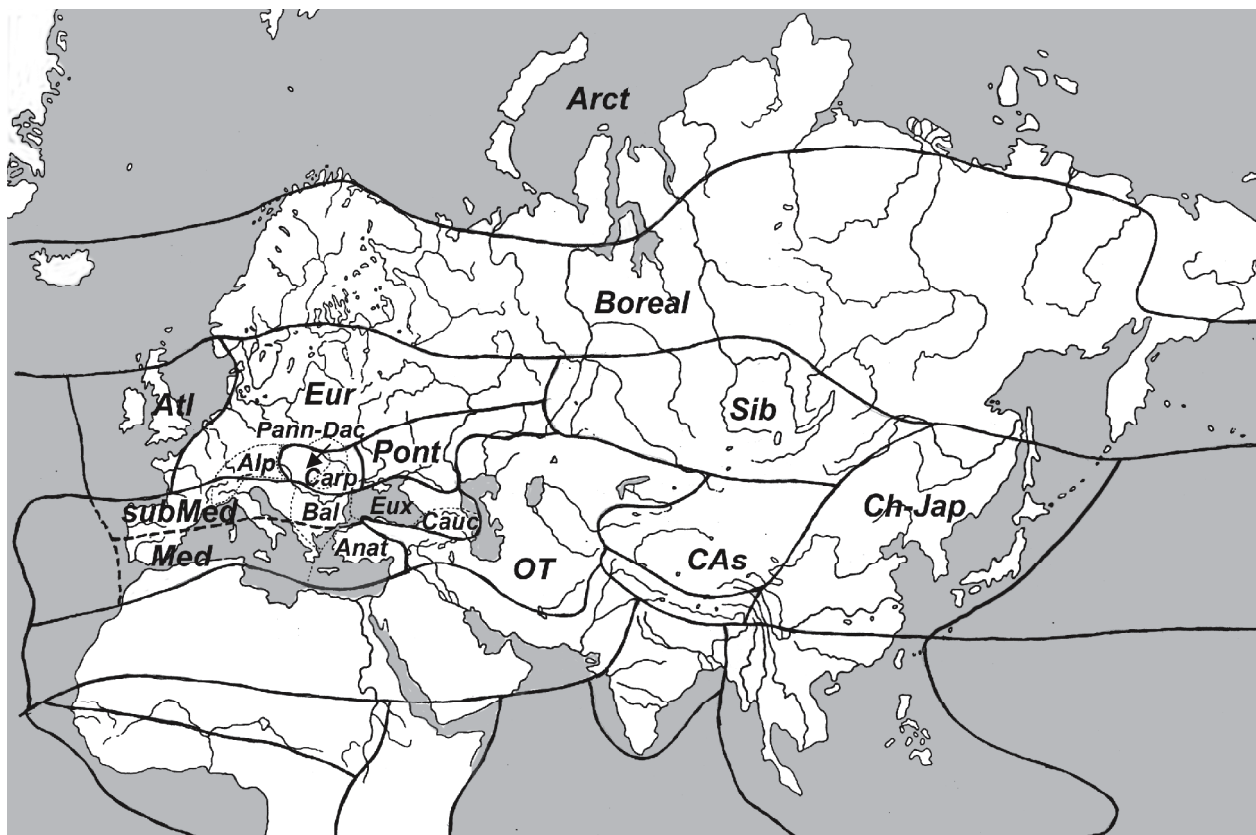 Arct
Boreal
Atl
Eur
Sib
Pann-Dac
Alp
Pont
Carp
subMed
Bal
Eux
Cauc
Ch-Jap
Med
Anat
OT
CAs